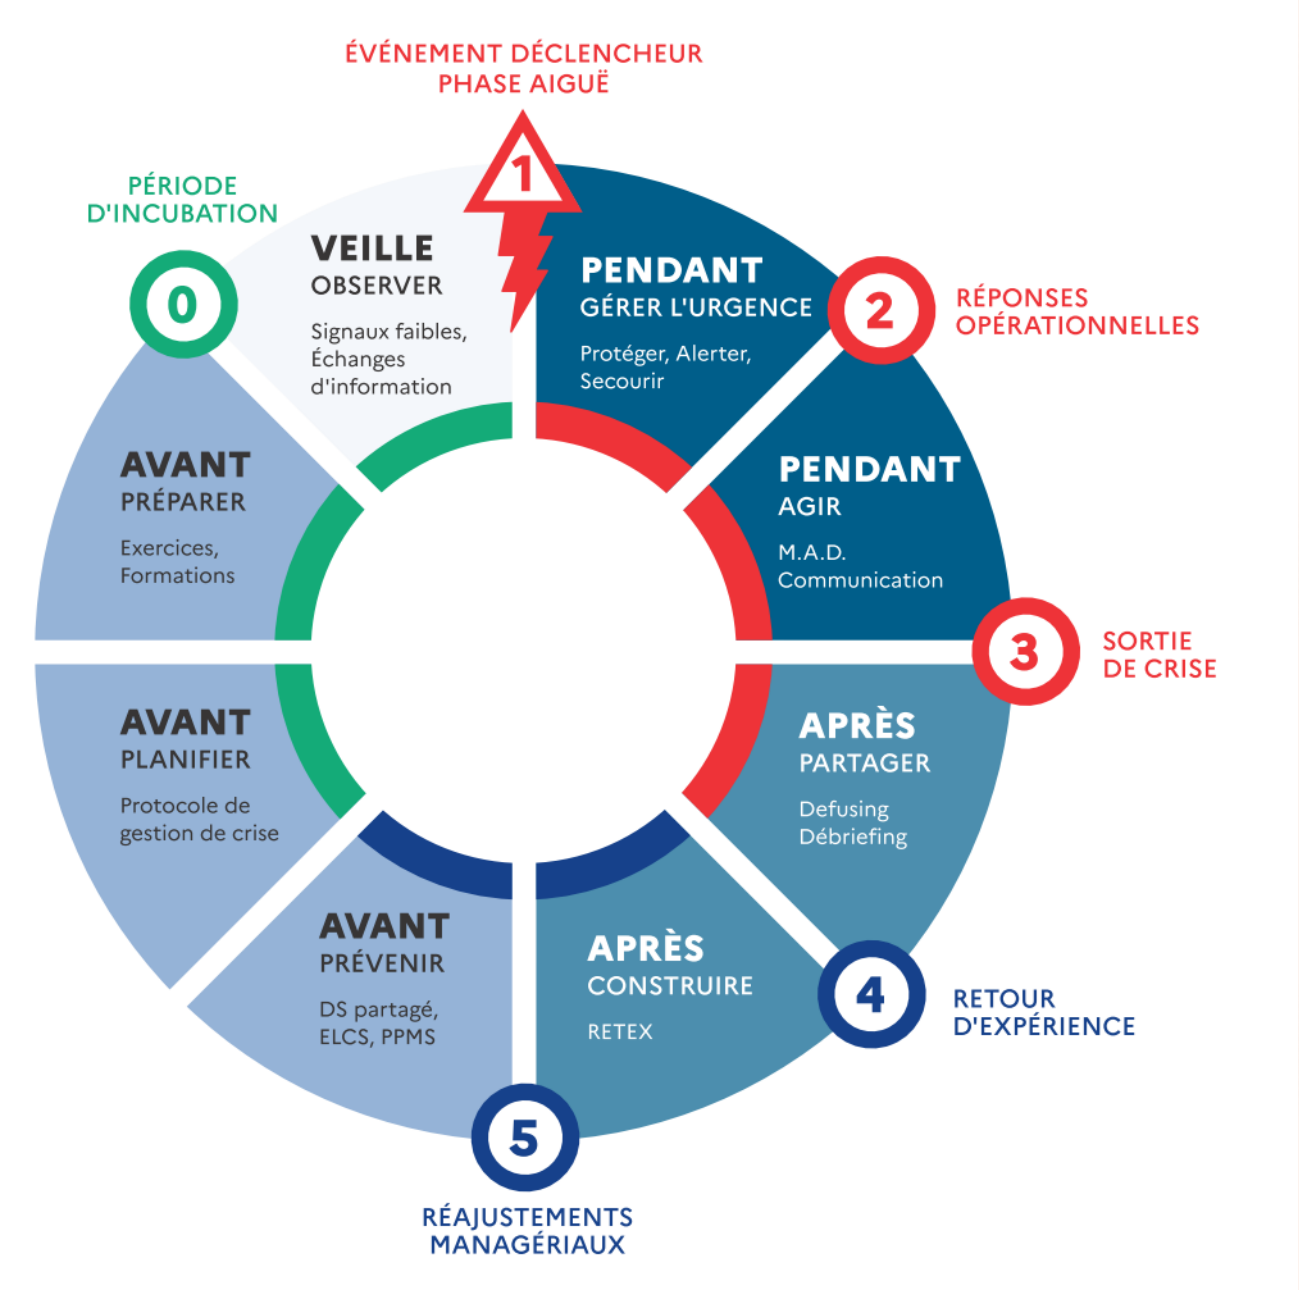 ÉVÉNEMENT DÉCLENCHEUR
PHASE AIGUË
1
PÉRIODE
D'INCUBATION
0
VEILLE
OBSERVER
Signaux faibles,
Échanges
d'information
PENDANT
GÉRER L'URGENCE
Protéger, Alerter,
Secourir
2
RÉPONSES
OPÉRATIONNELLES
PENDANT
AGIR
M.A.D.
Communication
3
SORTIE
DE CRISE
APRÈS
PARTAGER
Defusing
Débriefing
4
RETOUR
D'EXPÉRIENCE
APRÈS
CONSTRUIRE
RETEX
5
RÉAJUSTEMENTS
MANAGÉRIAUX
AVANT
PRÉVENIR
DS partagé,
ELCS, PPMS
AVANT
PLANIFIER
Protocole de
gestion de crise
AVANT
PRÉPARER
Exercices,
Formations